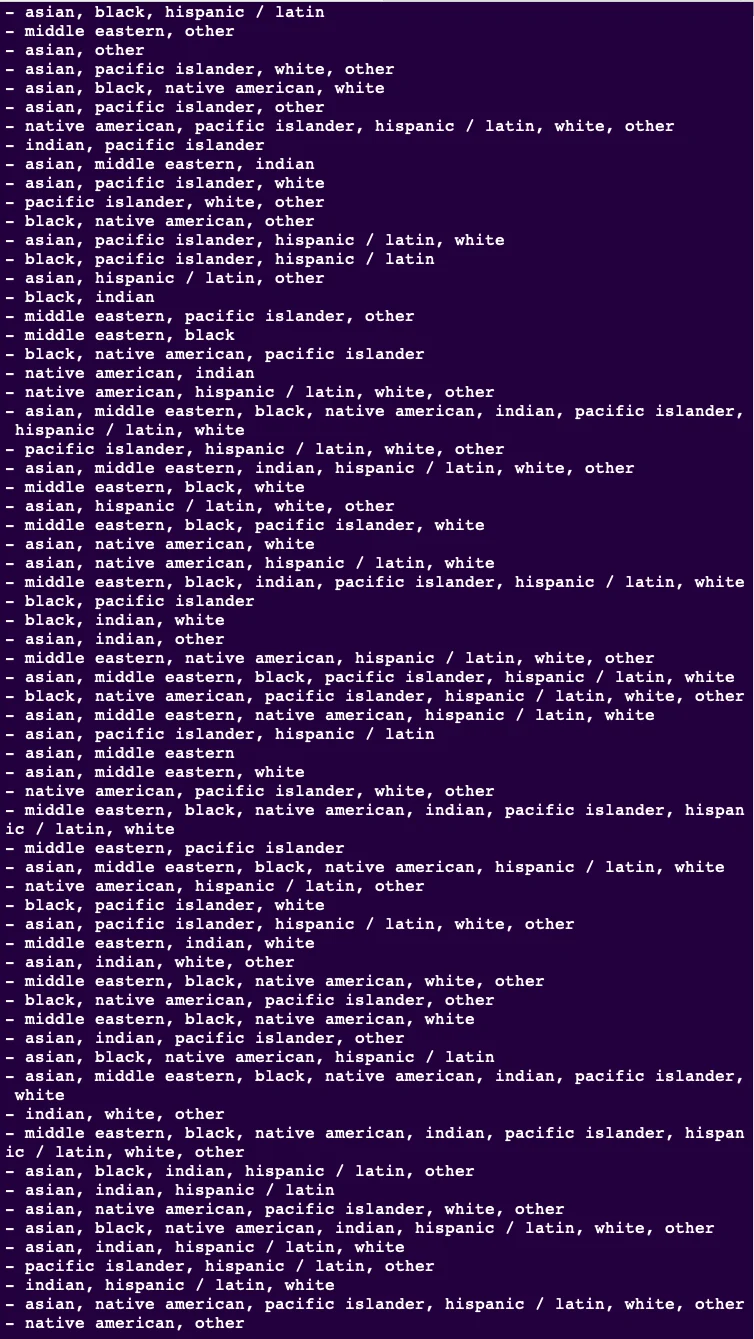 - asian, black, hispanic / latin
- middle eastern, other
- asian, other
- asian, pacific islander, white, other
- asian, black, native american, white
- asian, pacific islander, other
- native american, pacific islander, hispanic / latin, white, other
- indian, pacific islander
- asian, middle eastern, indian
- asian, pacific islander, white
- pacific islander, white, other
- black, native american, other
- asian, pacific islander, hispanic / latin, white
- black, pacific islander, hispanic / latin
- asian, hispanic / latin, other
- black, indian
- middle eastern, pacific islander, other
- middle eastern, black
- black, native american, pacific islander
- native american, indian
- native american, hispanic / latin, white, other
- asian, middle eastern, black, native american, indian, pacific islander,
hispanic / latin, white
- pacific islander, hispanic / latin, white, other
- asian, middle eastern, indian, hispanic / latin, white, other
- middle eastern, black, white
- asian, hispanic / latin, white, other
- middle eastern, black, pacific islander, white
- asian, native american, white
- asian, native american, hispanic / latin, white
- middle eastern, black, indian, pacific islander, hispanic / latin, white
- black, pacific islander
- black, indian, white
- asian, indian, other
- middle eastern, native american, hispanic / latin, white, other
- asian, middle eastern, black, pacific islander, hispanic / latin, white
- black, native american, pacific islander, hispanic / latin, white, other
- asian, middle eastern, native american, hispanic / latin, white
- asian, pacific islander, hispanic / latin
- asian, middle eastern
- asian, middle eastern, white
- native american, pacific islander, white, other
- middle eastern, black, native american, indian, pacific islander, hispan
ic / latin, white
- middle eastern, pacific islander
- asian, middle eastern, black, native american, hispanic / latin, white
- native american, hispanic / latin, other
- black, pacific islander, white
- asian, pacific islander, hispanic / latin, white, other
- middle eastern, indian, white
- asian, indian, white, other
- middle eastern, black, native american, white, other
- black, native american, pacific islander, other
- middle eastern, black, native american, white
- asian, indian, pacific islander, other
- asian, black, native american, hispanic / latin
- asian, middle eastern, black, native american, indian, pacific islander,
white
- indian, white, other
- middle eastern, black, native american, indian, pacific islander, hispan
ic / latin, white, other
- asian, black, indian, hispanic / latin, other
- asian, indian, hispanic / latin
- asian, native american, pacific islander, white, other
- asian, black, native american, indian, hispanic / latin, white, other
- asian, indian, hispanic / latin, white
- pacific islander, hispanic / latin, other
- indian, hispanic / latin, white
- asian, native american, pacific islander, hispanic / latin, white, other
- native american, other